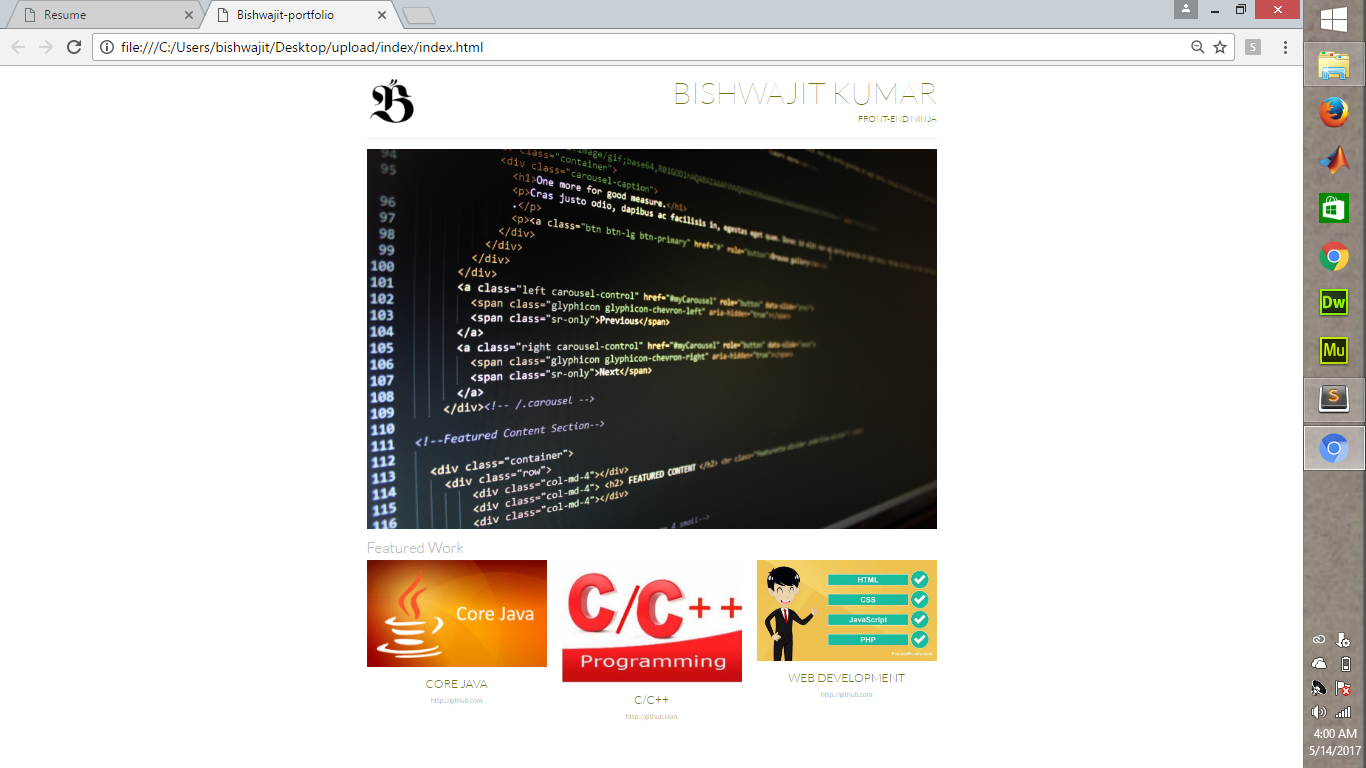 Resume
Bishwajit-portfolio
file:///C:/Users/bishwajit/Desktop/upload/index/index.html
S
B
BISHWAJIT KUMAR
FRONT-END NINJA
94
95 <div class="container">
<div class="carousel-caption">
<h1>One more for good measure.</h1>
96 <p>Cras justo odio, dapibus ac facilisis in, egestas eget quam.
.</p>
97 <p><a class="btn btn-lg btn-primary" href="#" role="button">
98 </div>
99 </div>
100 </div>
101 </div>
102 <a class="left carousel-control" href="#myCarousel" role="button" data-slide="prev">
103 <span class="glyphicon glyphicon-chevron-left" aria-hidden="true"></span>
104 <span class="sr-only">Previous</span>
105 </a>
106 <a class="right carousel-control" href="#myCarousel" role="button" data-slide="next">
107 <span class="glyphicon glyphicon-chevron-right" aria-hidden="true"></span>
108 <span class="sr-only">Next</span>
109 </a>
110 </div><!-- /.carousel -->
111 <!--Featured Content Section-->
112
113 <div class="container">
114 <div class="row">
115 <div class="col-md-4"></div>
116 <div class="col-md-4"> <h2> FEATURED CONTENT </h2>
<div class="col-md-4"></div>
Featured Work
Core Java
C/C++
Programming
HTML
CSS
JavaScript
PHP
CORE JAVA
http://github.com
C/C++
http://github.com
WEB DEVELOPMENT
http://github.com
Dw
Mu
S
4:00 AM
5/14/2017